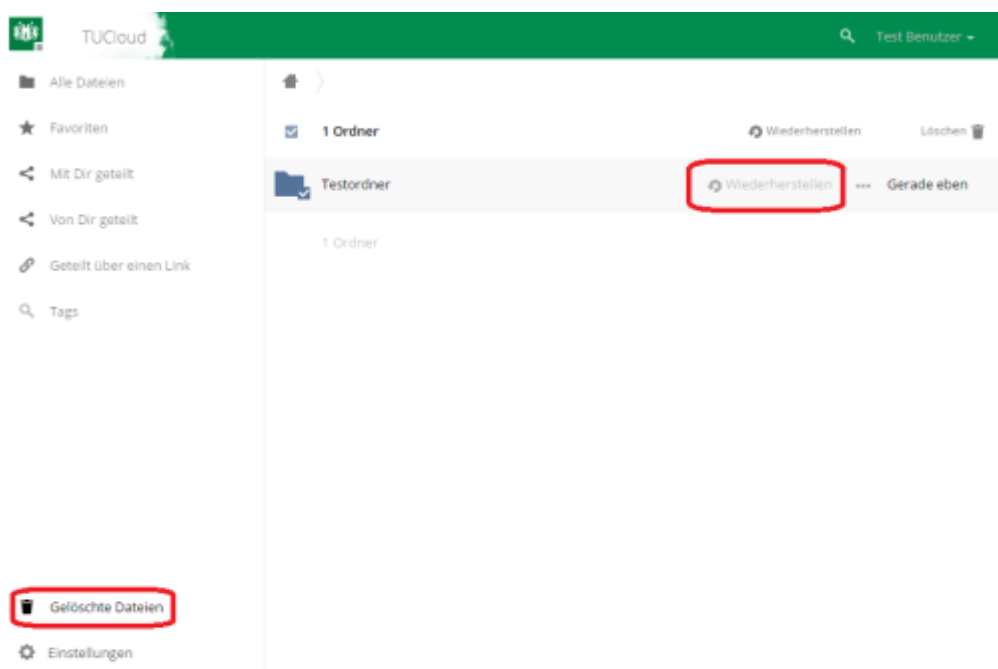 TUCloud
Test Benutzer
Alle Dateien
Favoriten
Mit Dir geteilt
Von Dir geteilt
Geteilt über einen Link
Tags
Gelöschte Dateien
Einstellungen
1 Ordner Wiederherstellen Löschen
Testordner Wiederherstellen ... Gerade eben
1 Ordner